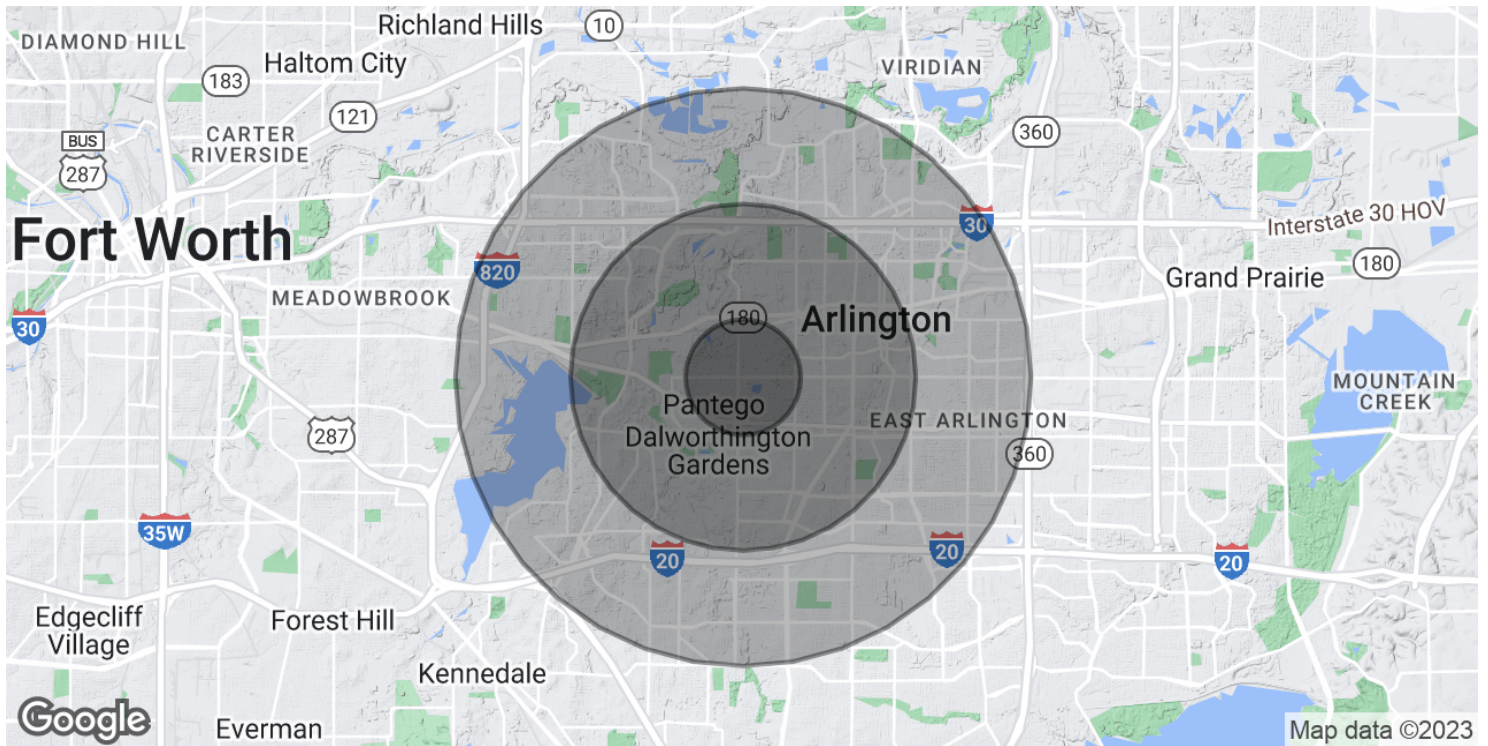 Richland Hills
10
DIAMOND HILL
Haltom City
VIRIDIAN
183
121
360
CARTER
RIVERSIDE
BUS
287
Fort Worth
30
Interstate 30 HOV
820
180
Grand Prairie
MEADOWBROOK
30
180
Arlington
MOUNTAIN
CREEK
Pantego
EAST ARLINGTON
287
Dalworthington
Gardens
360
35W
20
20
20
Edgecliff
Village
Forest Hill
Kennedale
Google
Everman
Map data ©2023